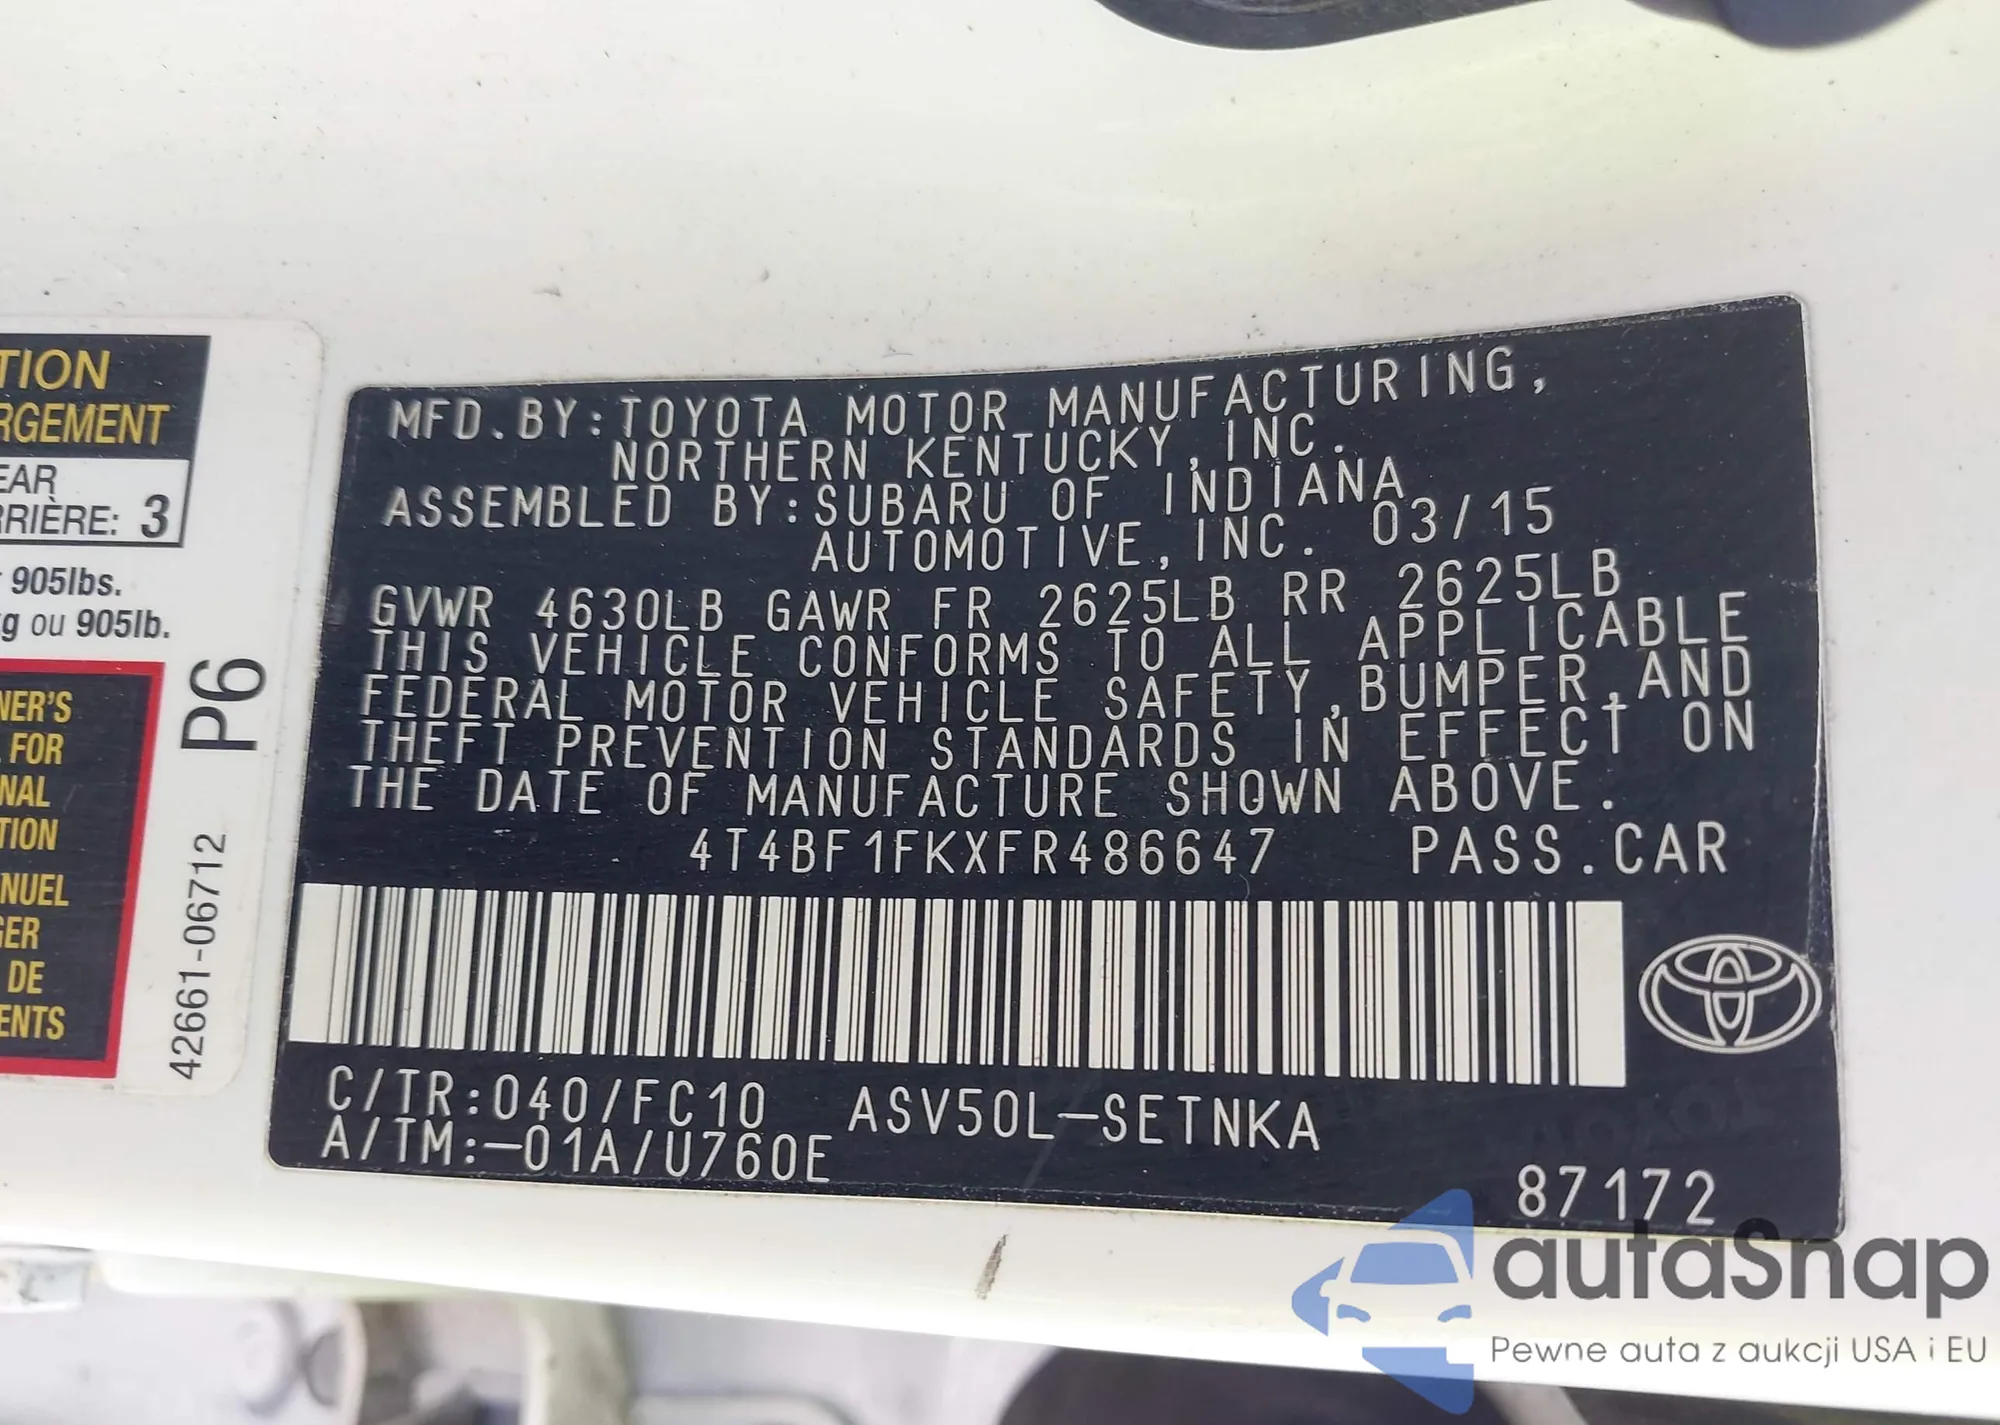 TION
RGEMENT
EAR
RRIÈRE: 3
905lbs.
g ou 905lb.
NER'S
FOR
NAL
TION
NUEL
GER
DE
ENTS
P6
42661-06712
MFD.BY:TOYOTA MOTOR MANUFACTURING,
NORTHERN KENTUCKY,INC.
ASSEMBLED BY:SUBARU OF INDIANA
AUTOMOTIVE,INC. 03/15
GVWR 4630LB GAWR FR 2625LB RR 2625LB
THIS VEHICLE CONFORMS TO ALL APPLICABLE
FEDERAL MOTOR VEHICLE SAFETY,BUMPER,AND
THEFT PREVENTION STANDARDS IN EFFECT ON
THE DATE OF MANUFACTURE SHOWN ABOVE.
4T4BF1FKXFR486647 PASS.CAR
C/TR:040/FC10 ASV50L-SETNKA
A/TM:-01A/U760E
87172
autaSnap
Pewne auta z aukcji USA i EU